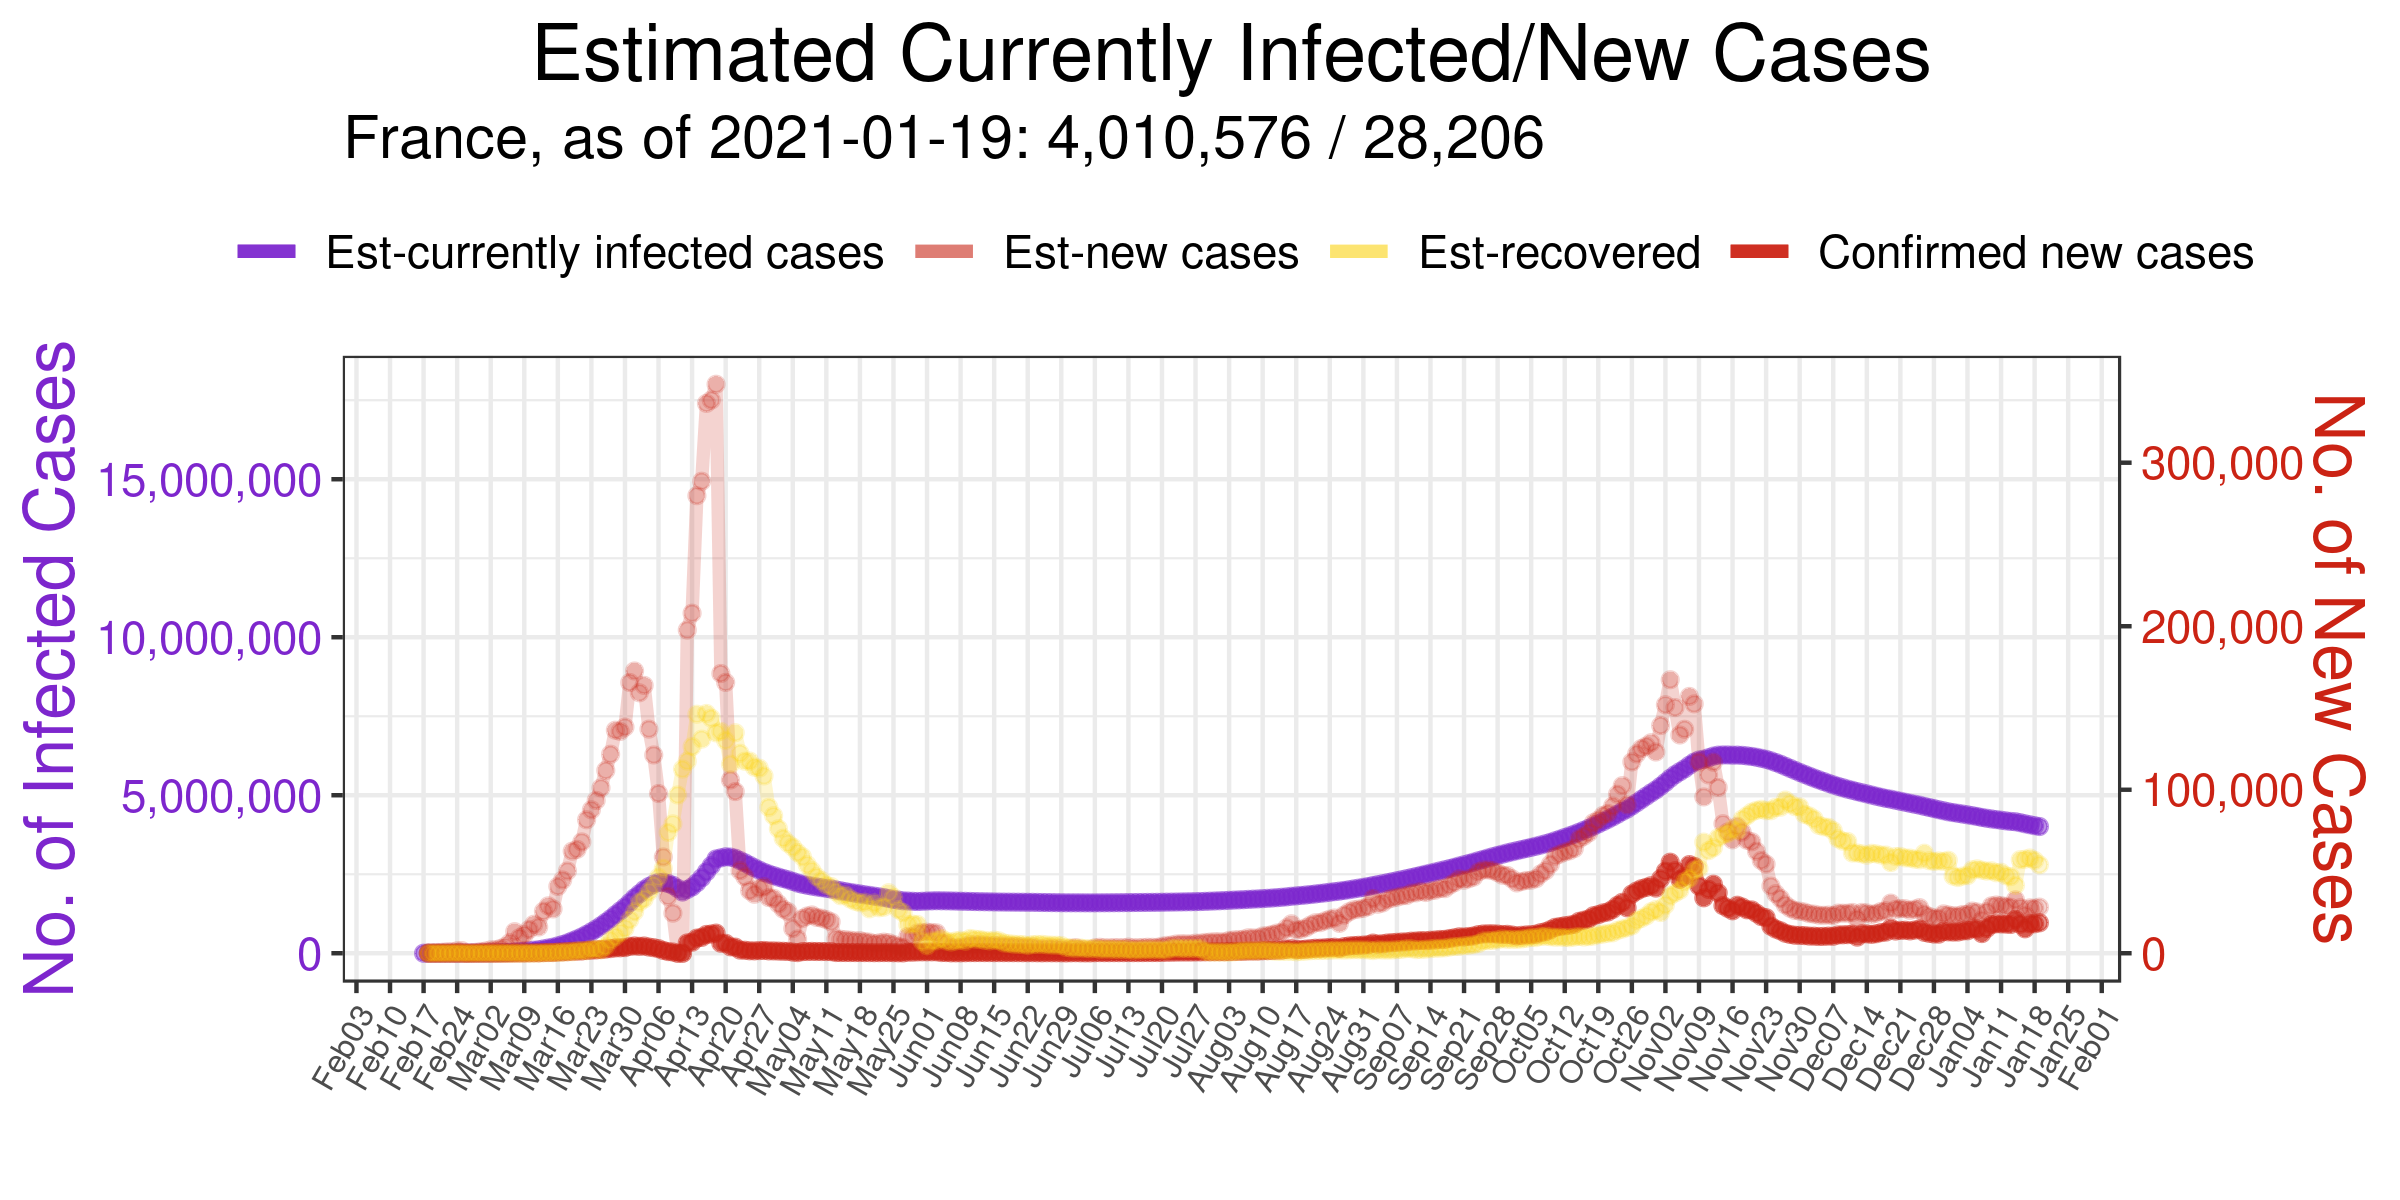 Estimated Currently Infected/New Cases
France, as of 2021-01-19: 4,010,576 / 28,206
Est-currently infected cases Est-new cases Est-recovered Confirmed new cases
No. of Infected Cases
15,000,000
10,000,000
5,000,000
0
300,000
200,000
100,000
0
No. of New Cases
Feb03 Feb10 Feb17 Feb24 Mar02 Mar09 Mar16 Mar23 Mar30 Apr06 Apr13 Apr20 Apr27 May04 May11 May18 May25 Jun01 Jun08 Jun15 Jun22 Jun29 Jul06 Jul13 Jul20 Jul27 Aug03 Aug10 Aug17 Aug24 Aug31 Sep07 Sep14 Sep21 Sep28 Oct05 Oct12 Oct19 Oct26 Nov02 Nov09 Nov16 Nov23 Nov30 Dec07 Dec14 Dec21 Dec28 Jan04 Jan11 Jan18 Jan25 Feb01